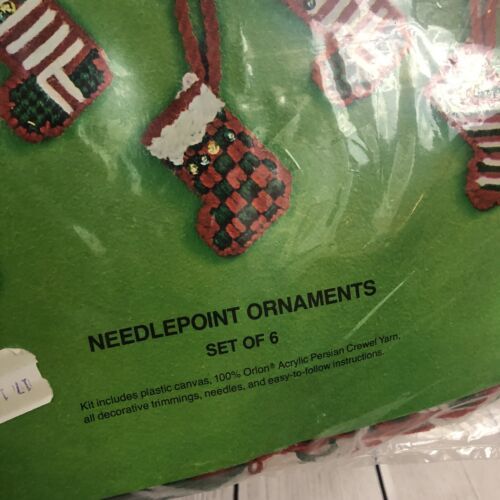 NEEDLEPOINT ORNAMENTS
SET OF 6
Kit includes plastic canvas, 100% Orlon® Acrylic Persian Crewel Yarn,
all decorative trimmings, needles, and easy-to-follow instructions.